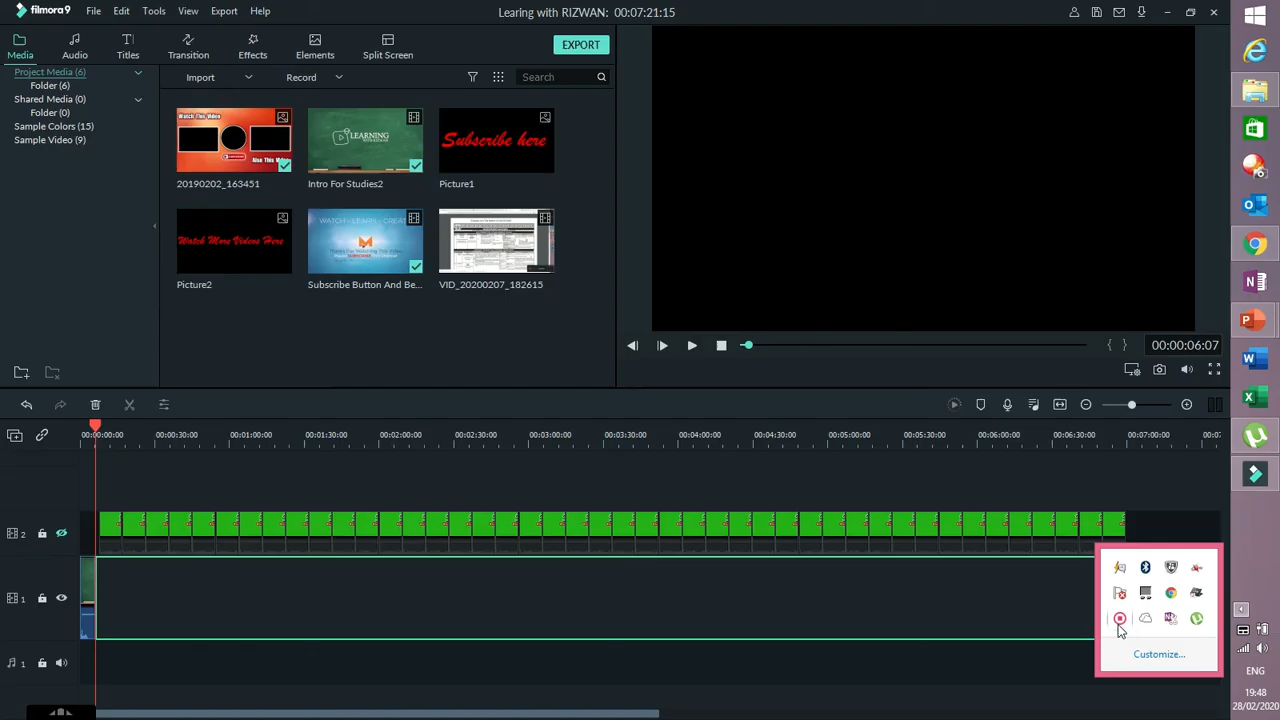 filmora9
File Edit Tools View Export Help
Learing with RIZWAN: 00:07:21:15
Media Audio Titles Transition Effects Elements Split Screen
EXPORT
Project Media (6)
Folder (6)
Shared Media (0)
Folder (0)
Sample Colors (15)
Sample Video (9)
Import Record Search
Watch This Video
Also This Video
LEARNING
Subscribe here
20190202_163451 Intro For Studies2 Picture1
Watch More Videos Here
WATCH - LEARN - CREAT
Picture2 Subscribe Button And Be... VID_20200207_182615
00:00:06:07
00:00:00:00 00:00:30:00 00:01:00:00 00:01:30:00 00:02:00:00 00:02:30:00 00:03:00:00 00:03:30:00 00:04:00:00 00:04:30:00 00:05:00:00 00:05:30:00 00:06:00:00 00:06:30:00 00:07:00:00 00:07
2
1
1
Customize...
ENG
19:48
28/02/2020